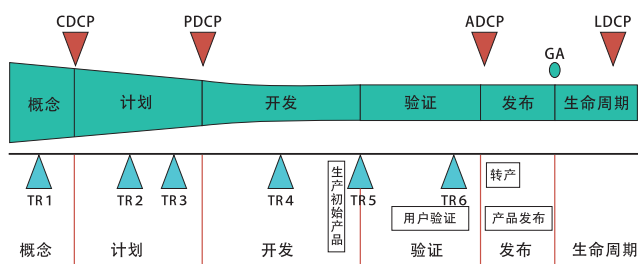 CDCP
PDCP
ADCP
LDCP
GA
概念
计划
开发
验证
发布
生命周期
TR1
TR2
TR3
TR4
生产初始产品
TR5
TR6
转产
用户验证
产品发布
概念
计划
开发
验证
发布
生命周期